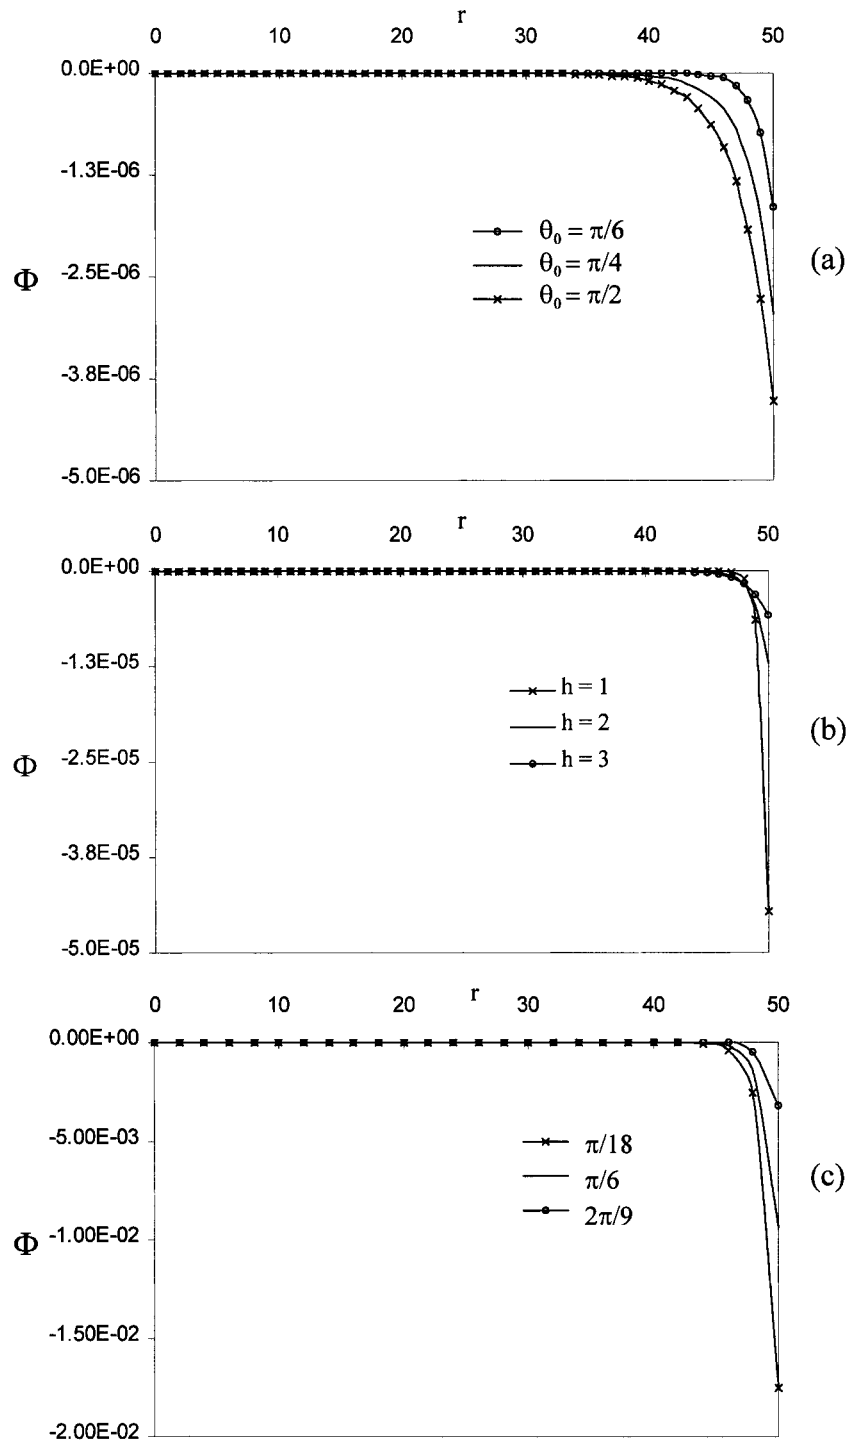 r
0 10 20 30 40 50
0.0E+00
-1.3E-06
-2.5E-06
-3.8E-06
-5.0E-06
Φ
θ₀ = π/6
θ₀ = π/4
θ₀ = π/2
(a)
r
0 10 20 30 40 50
0.0E+00
-1.3E-05
-2.5E-05
-3.8E-05
-5.0E-05
Φ
h = 1
h = 2
h = 3
(b)
r
0 10 20 30 40 50
0.00E+00
-5.00E-03
-1.00E-02
-1.50E-02
-2.00E-02
Φ
π/18
π/6
2π/9
(c)